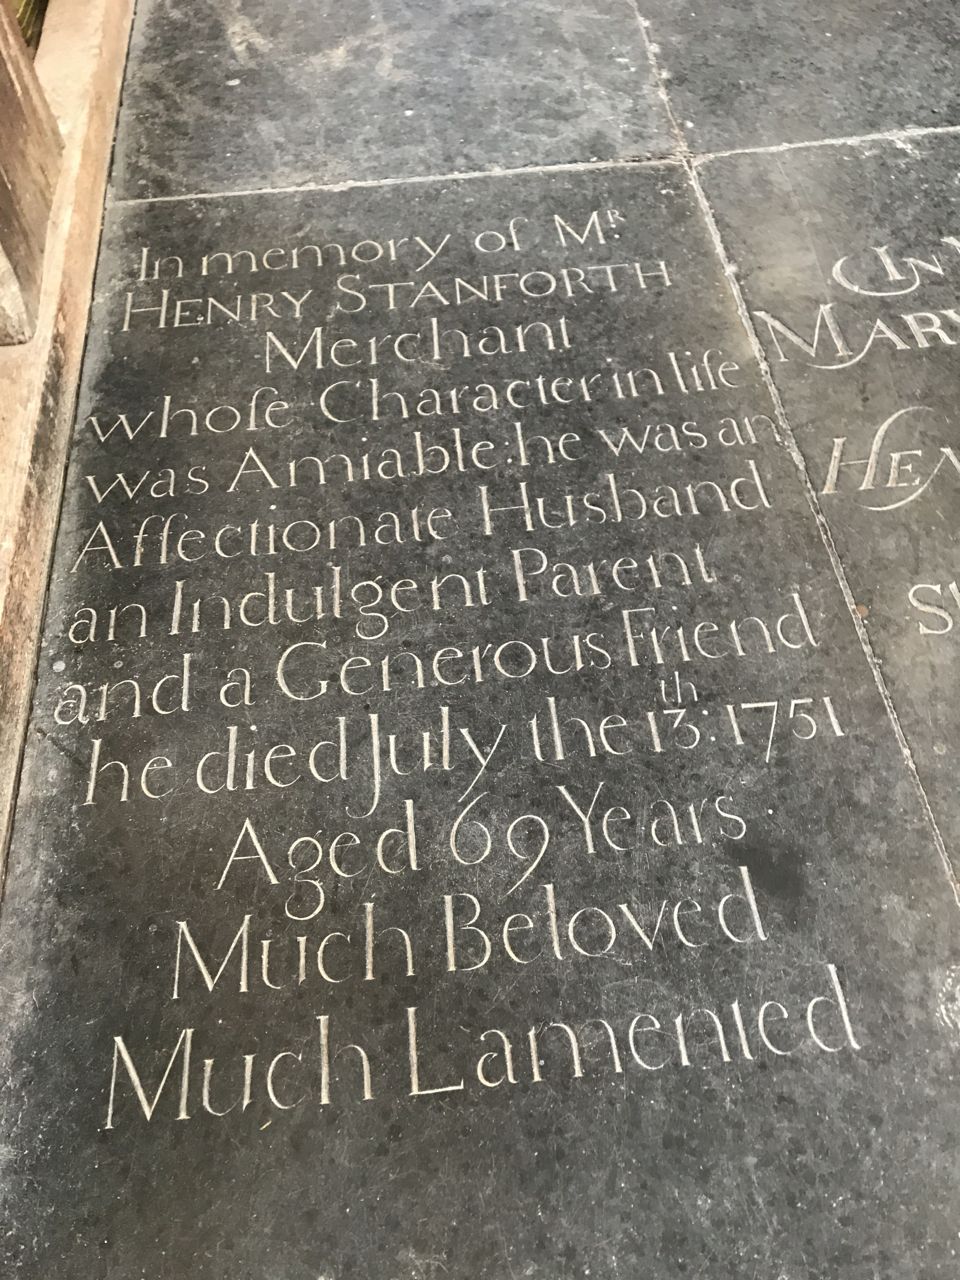 In memory of Mʳ
HENRY STANFORTH
Merchant
whoſe Character in life
was Amiable: he was an
Affectionate Husband
an Indulgent Parent
and a Generous Friend
he died July the 13th: 1751
Aged 69 Years
Much Beloved
Much Lamented
IN
MARY